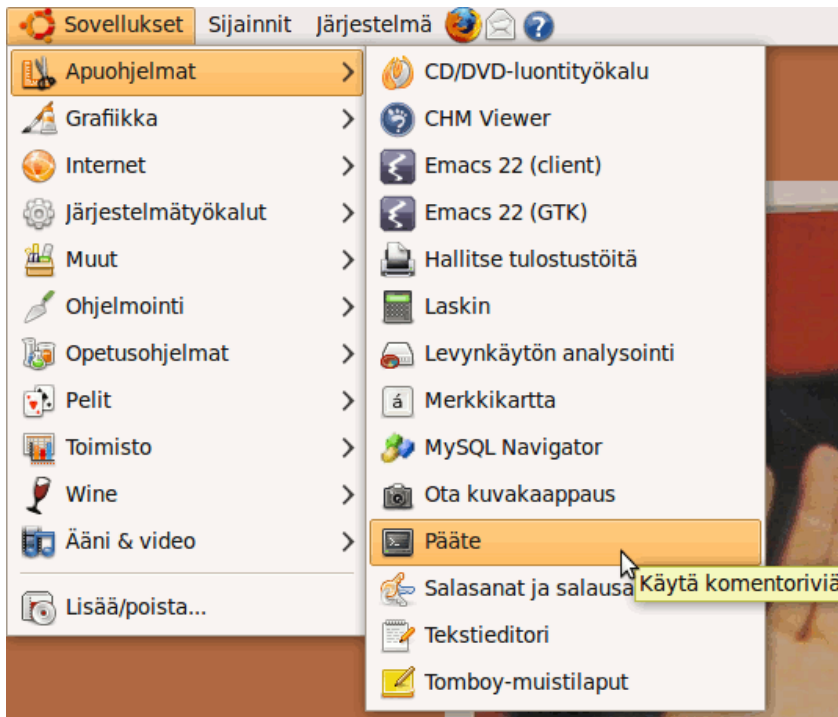 Sovellukset Sijainnit Järjestelmä
Apuohjelmat
Grafiikka
Internet
Järjestelmätyökalut
Muut
Ohjelmointi
Opetusohjelmat
Pelit
Toimisto
Wine
Ääni & video
Lisää/poista...
CD/DVD-luontityökalu
CHM Viewer
Emacs 22 (client)
Emacs 22 (GTK)
Hallitse tulostustöitä
Laskin
Levynkäytön analysointi
á Merkkikartta
MySQL Navigator
Ota kuvakaappaus
Pääte
Salasanat ja salausa
Käytä komentoriviä
Tekstieditori
Tomboy-muistilaput